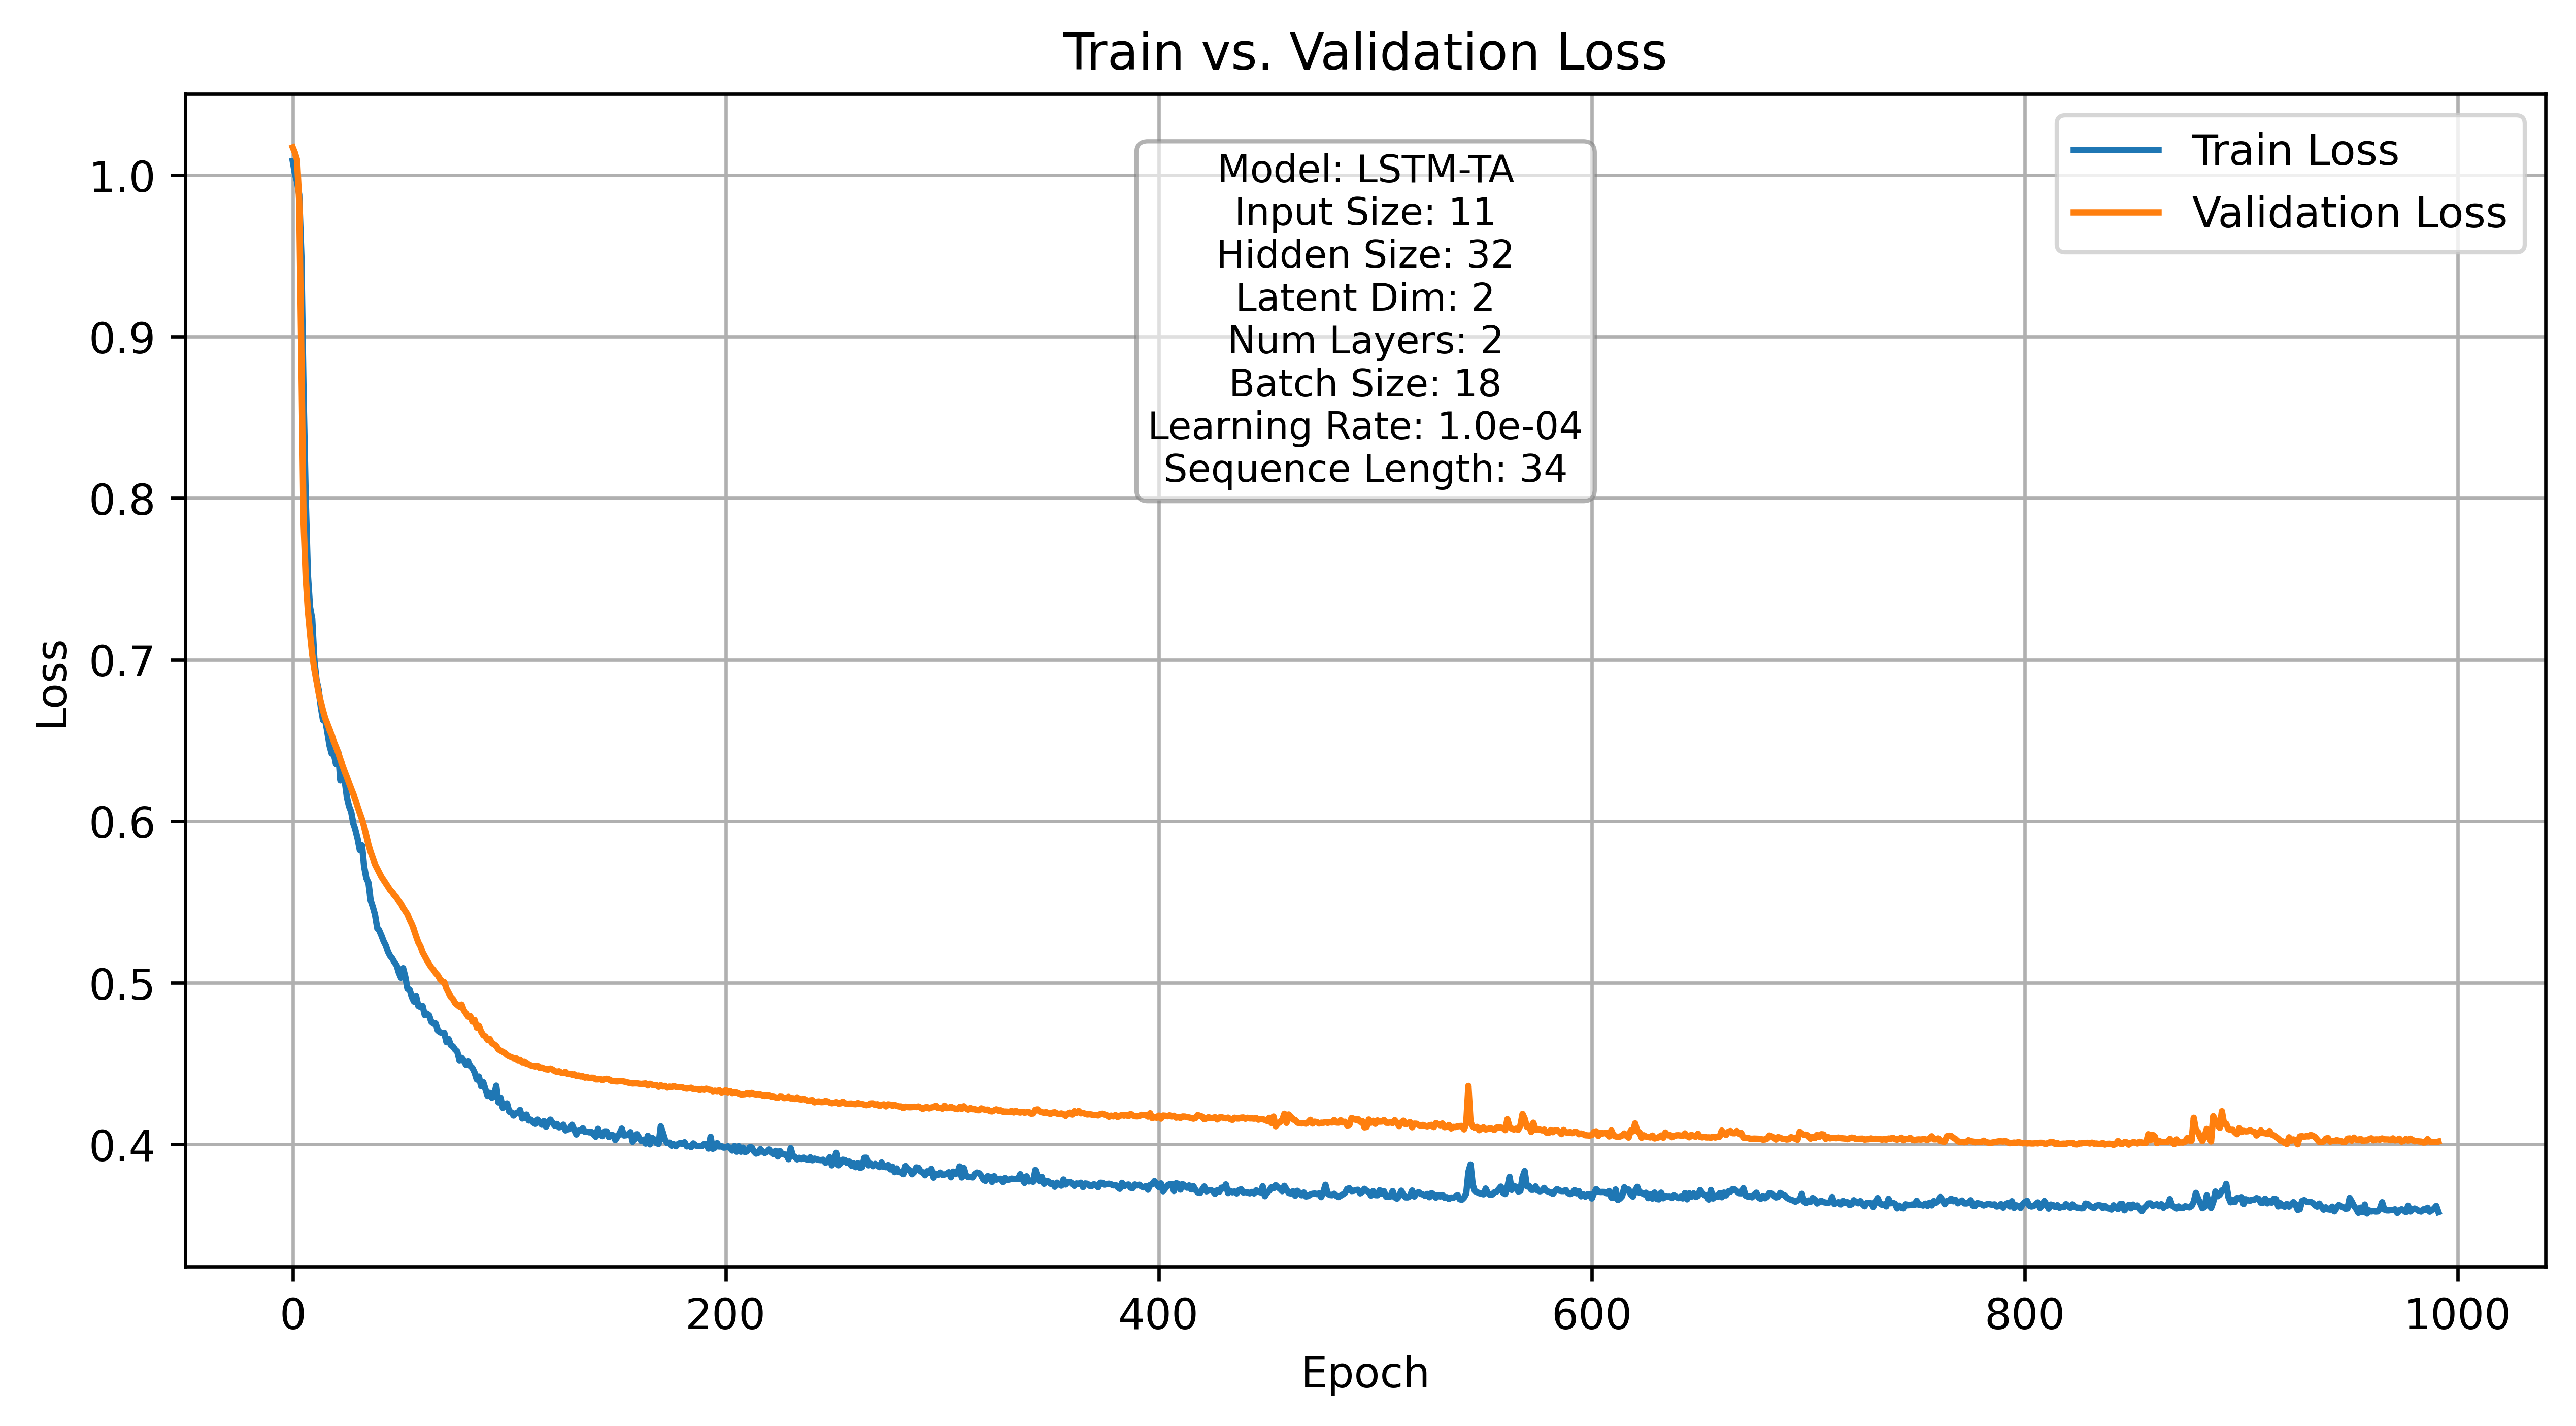 Train vs. Validation Loss
Train Loss
Validation Loss
Model: LSTM-TA
Input Size: 11
Hidden Size: 32
Latent Dim: 2
Num Layers: 2
Batch Size: 18
Learning Rate: 1.0e-04
Sequence Length: 34
Loss
1.0
0.9
0.8
0.7
0.6
0.5
0.4
0
200
400
600
800
1000
Epoch